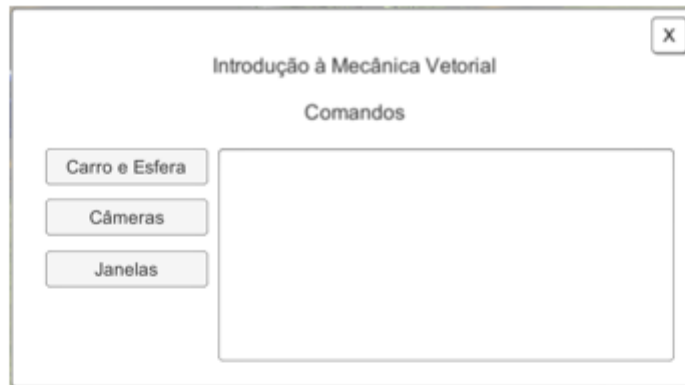 X
Introdução à Mecânica Vetorial
Comandos
Carro e Esfera
Câmeras
Janelas